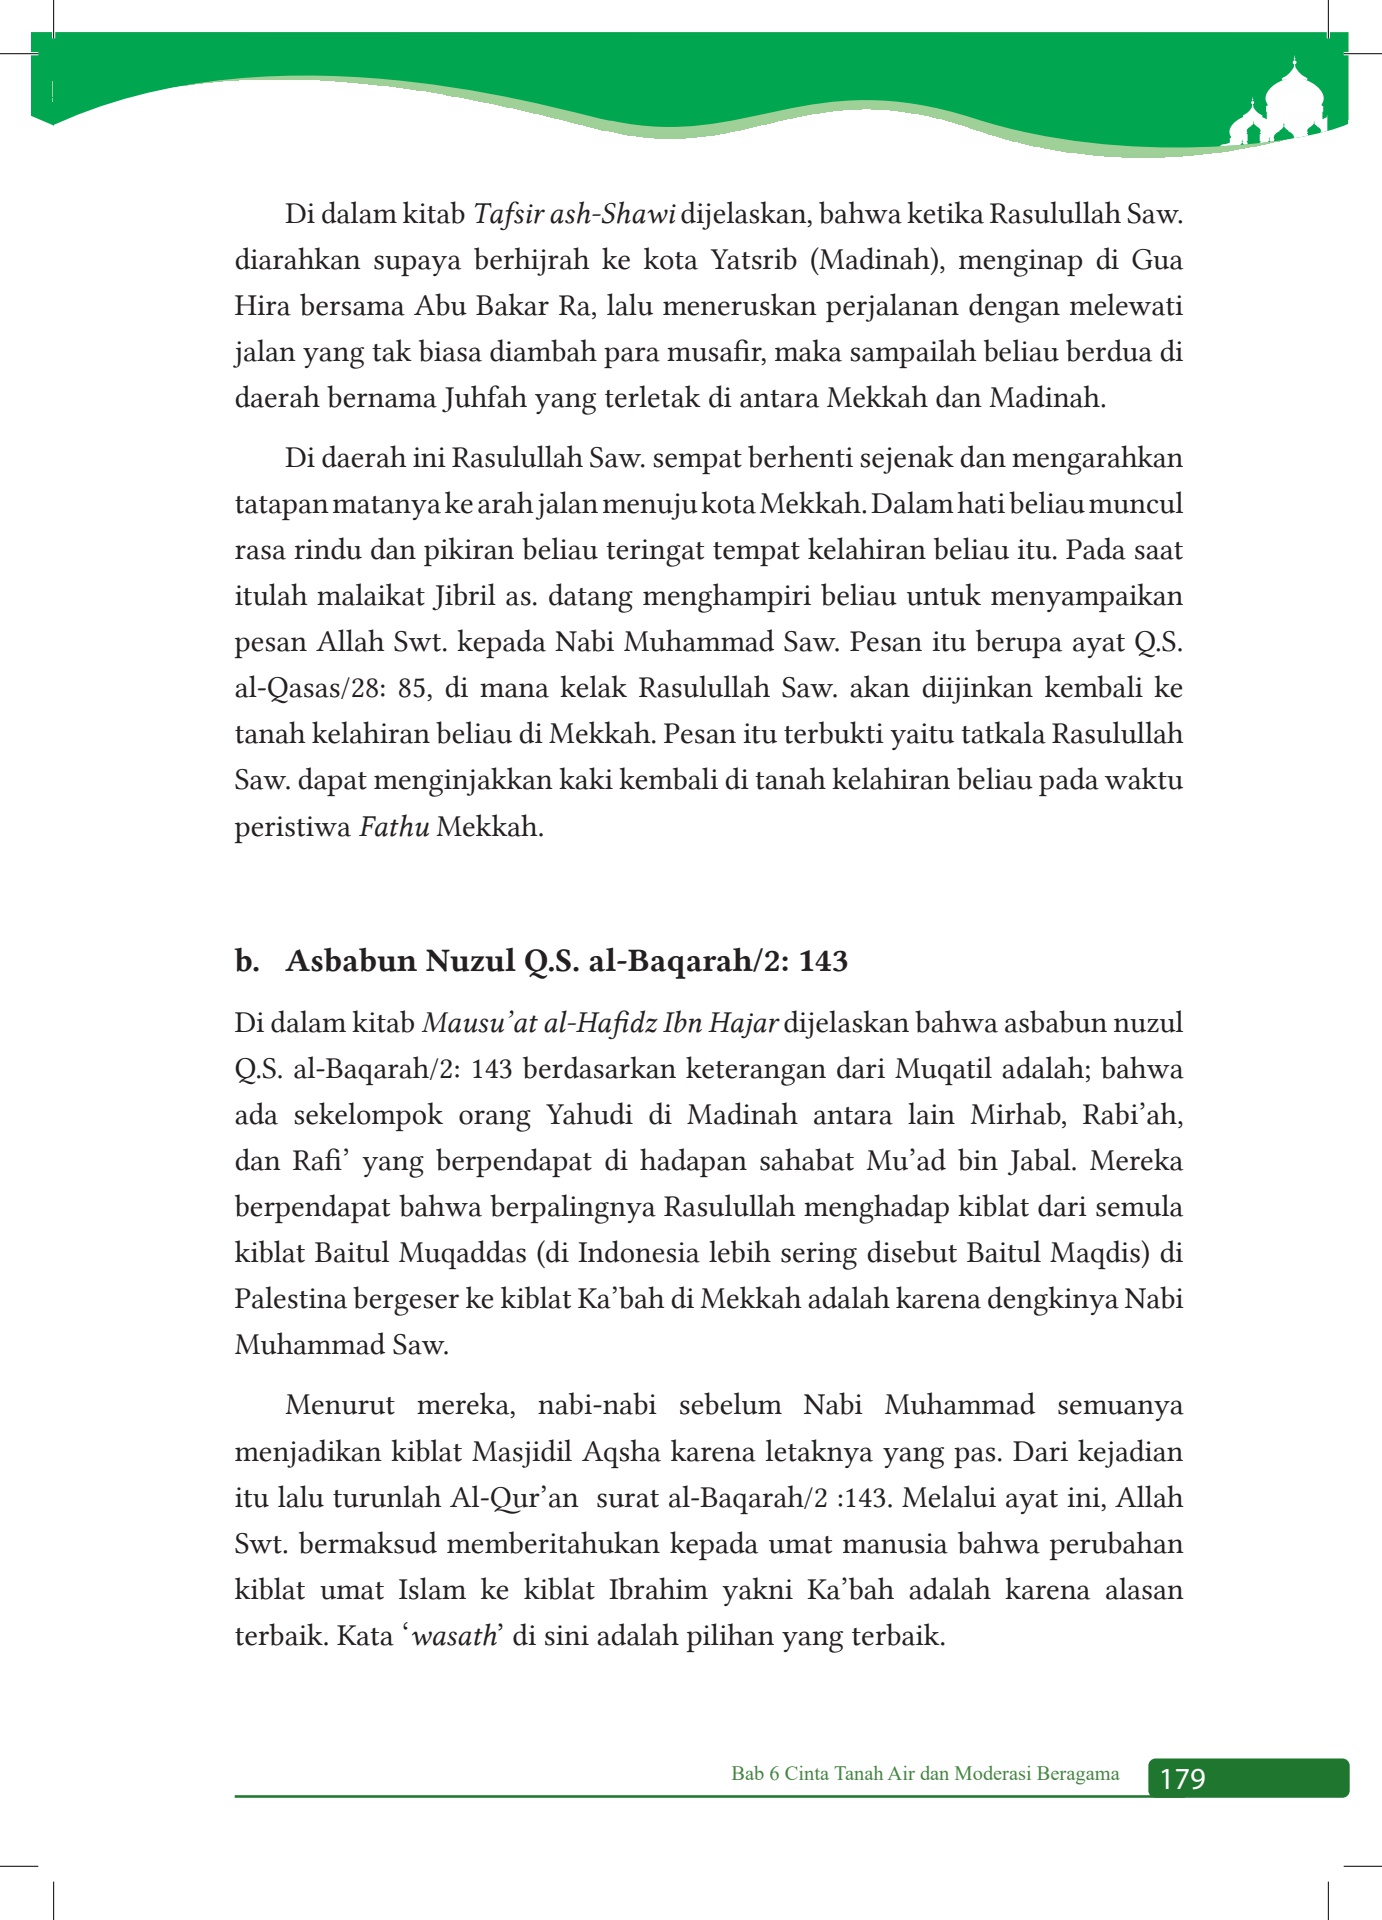 Di dalam kitab Tafsir ash-Shawi dijelaskan, bahwa ketika Rasulullah Saw.
diarahkan supaya berhijrah ke kota Yatsrib (Madinah), menginap di Gua
Hira bersama Abu Bakar Ra, lalu meneruskan perjalanan dengan melewati
jalan yang tak biasa diambah para musafir, maka sampailah beliau berdua di
daerah bernama Juhfah yang terletak di antara Mekkah dan Madinah.
Di daerah ini Rasulullah Saw. sempat berhenti sejenak dan mengarahkan
tatapan matanya ke arah jalan menuju kota Mekkah. Dalam hati beliau muncul
rasa rindu dan pikiran beliau teringat tempat kelahiran beliau itu. Pada saat
itulah malaikat Jibril as. datang menghampiri beliau untuk menyampaikan
pesan Allah Swt. kepada Nabi Muhammad Saw. Pesan itu berupa ayat Q.S.
al-Qasas/28: 85, di mana kelak Rasulullah Saw. akan diijinkan kembali ke
tanah kelahiran beliau di Mekkah. Pesan itu terbukti yaitu tatkala Rasulullah
Saw. dapat menginjakkan kaki kembali di tanah kelahiran beliau pada waktu
peristiwa Fathu Mekkah.
b. Asbabun Nuzul Q.S. al-Baqarah/2: 143
Di dalam kitab Mausu’at al-Hafidz Ibn Hajar dijelaskan bahwa asbabun nuzul
Q.S. al-Baqarah/2: 143 berdasarkan keterangan dari Muqatil adalah; bahwa
ada sekelompok orang Yahudi di Madinah antara lain Mirhab, Rabi’ah,
dan Rafi’ yang berpendapat di hadapan sahabat Mu’ad bin Jabal. Mereka
berpendapat bahwa berpalingnya Rasulullah menghadap kiblat dari semula
kiblat Baitul Muqaddas (di Indonesia lebih sering disebut Baitul Maqdis) di
Palestina bergeser ke kiblat Ka’bah di Mekkah adalah karena dengkinya Nabi
Muhammad Saw.
Menurut mereka, nabi-nabi sebelum Nabi Muhammad semuanya
menjadikan kiblat Masjidil Aqsha karena letaknya yang pas. Dari kejadian
itu lalu turunlah Al-Qur’an surat al-Baqarah/2 :143. Melalui ayat ini, Allah
Swt. bermaksud memberitahukan kepada umat manusia bahwa perubahan
kiblat umat Islam ke kiblat Ibrahim yakni Ka’bah adalah karena alasan
terbaik. Kata ‘wasath’ di sini adalah pilihan yang terbaik.
Bab 6 Cinta Tanah Air dan Moderasi Beragama 179